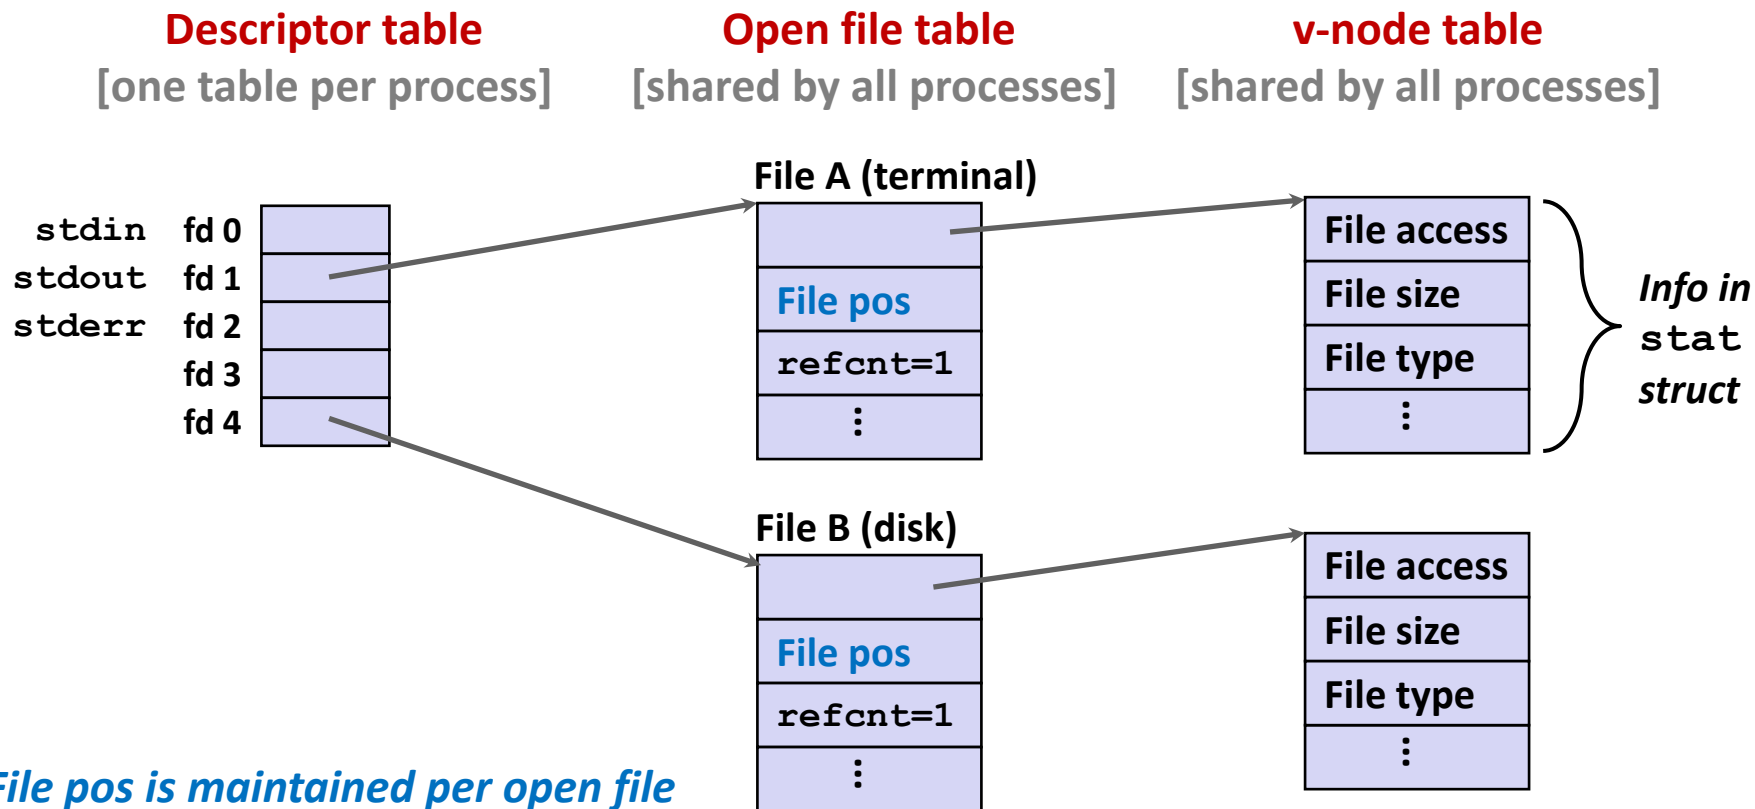 Descriptor table
[one table per process]
Open file table
[shared by all processes]
v-node table
[shared by all processes]
stdin fd 0
stdout fd 1
stderr fd 2
fd 3
fd 4
File A (terminal)
File pos
refcnt=1
⋮
File access
File size
File type
⋮
Info in
stat
struct
File B (disk)
File pos
refcnt=1
⋮
File access
File size
File type
⋮
File pos is maintained per open file